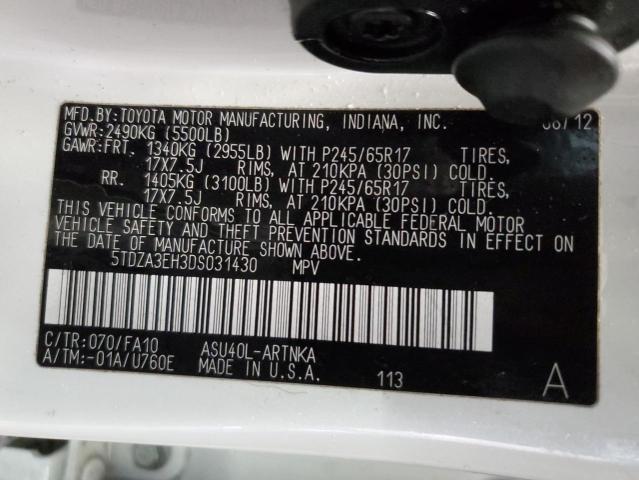 MFD.BY:TOYOTA MOTOR MANUFACTURING, INDIANA, INC. 08/12
GVWR:2490KG (5500LB)
GAWR:FRT. 1340KG (2955LB) WITH P245/65R17 TIRES,
17X7.5J RIMS, AT 210KPA (30PSI) COLD.
RR. 1405KG (3100LB) WITH P245/65R17 TIRES,
17X7.5J RIMS, AT 210KPA (30PSI) COLD.
THIS VEHICLE CONFORMS TO ALL APPLICABLE FEDERAL MOTOR
VEHICLE SAFETY AND THEFT PREVENTION STANDARDS IN EFFECT ON
THE DATE OF MANUFACTURE SHOWN ABOVE.
5TDZA3EH3DS031430 MPV
C/TR:070/FA10 ASU40L-ARTNKA
A/TM:-01A/U760E MADE IN U.S.A. 113 A